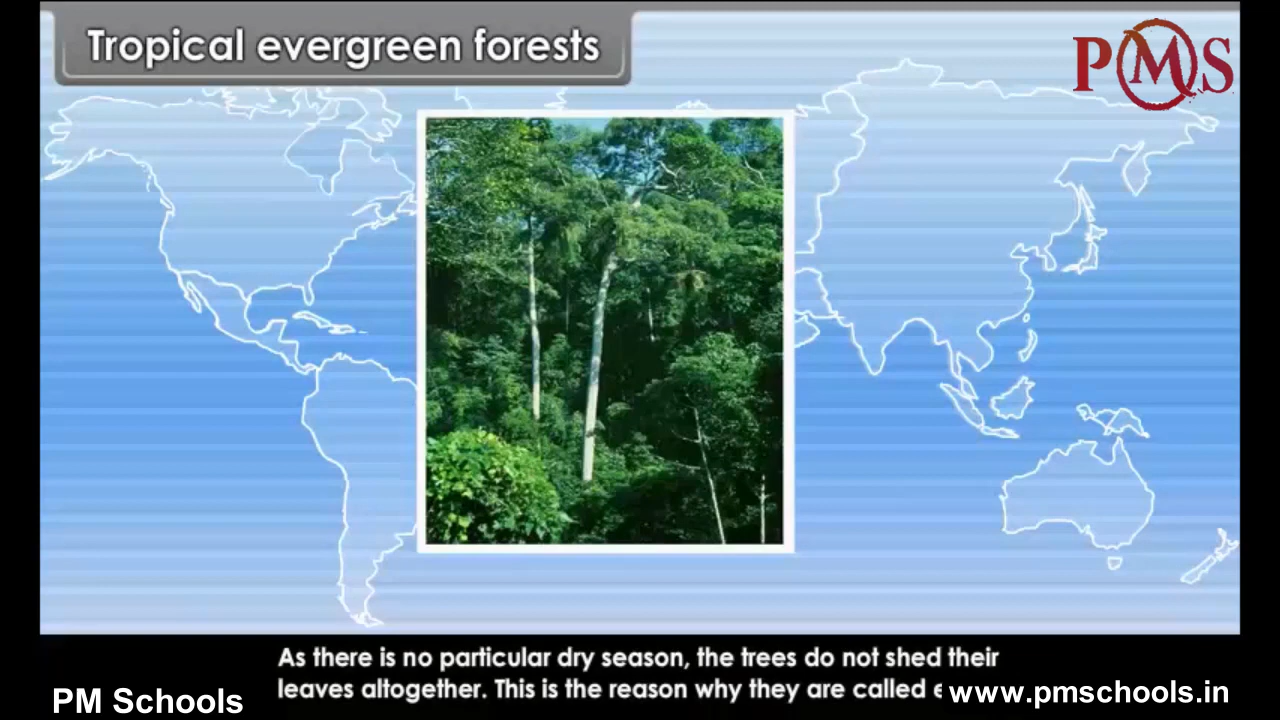 Tropical evergreen forests
PMS
As there is no particular dry season, the trees do not shed their
leaves altogether. This is the reason why they are called
PM Schools
www.pmschools.in